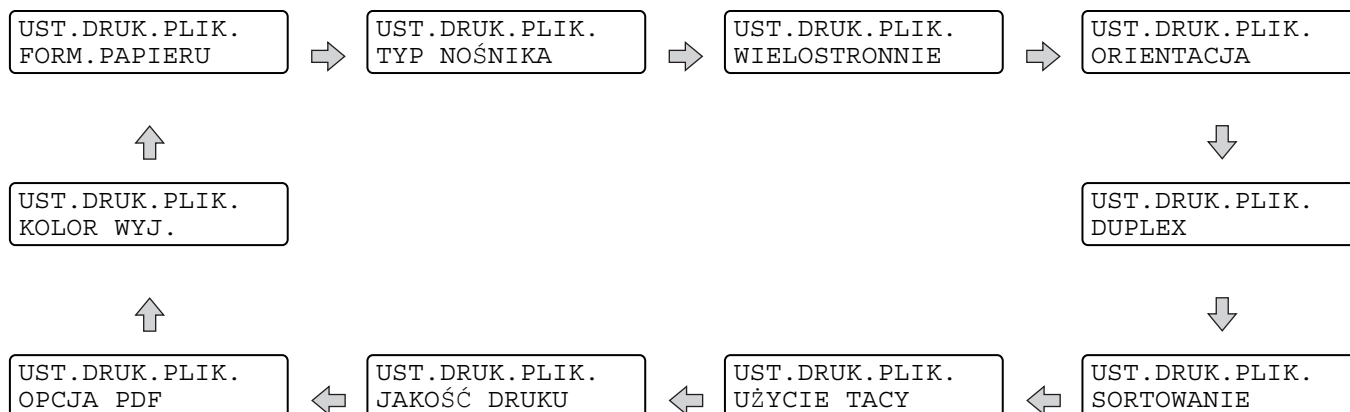 UST.DRUK.PLIK.
FORM.PAPIERU
UST.DRUK.PLIK.
TYP NOŚNIKA
UST.DRUK.PLIK.
WIELOSTRONNIE
UST.DRUK.PLIK.
ORIENTACJA
UST.DRUK.PLIK.
KOLOR WYJ.
UST.DRUK.PLIK.
DUPLEX
UST.DRUK.PLIK.
OPCJA PDF
UST.DRUK.PLIK.
JAKOŚĆ DRUKU
UST.DRUK.PLIK.
UŻYCIE TACY
UST.DRUK.PLIK.
SORTOWANIE